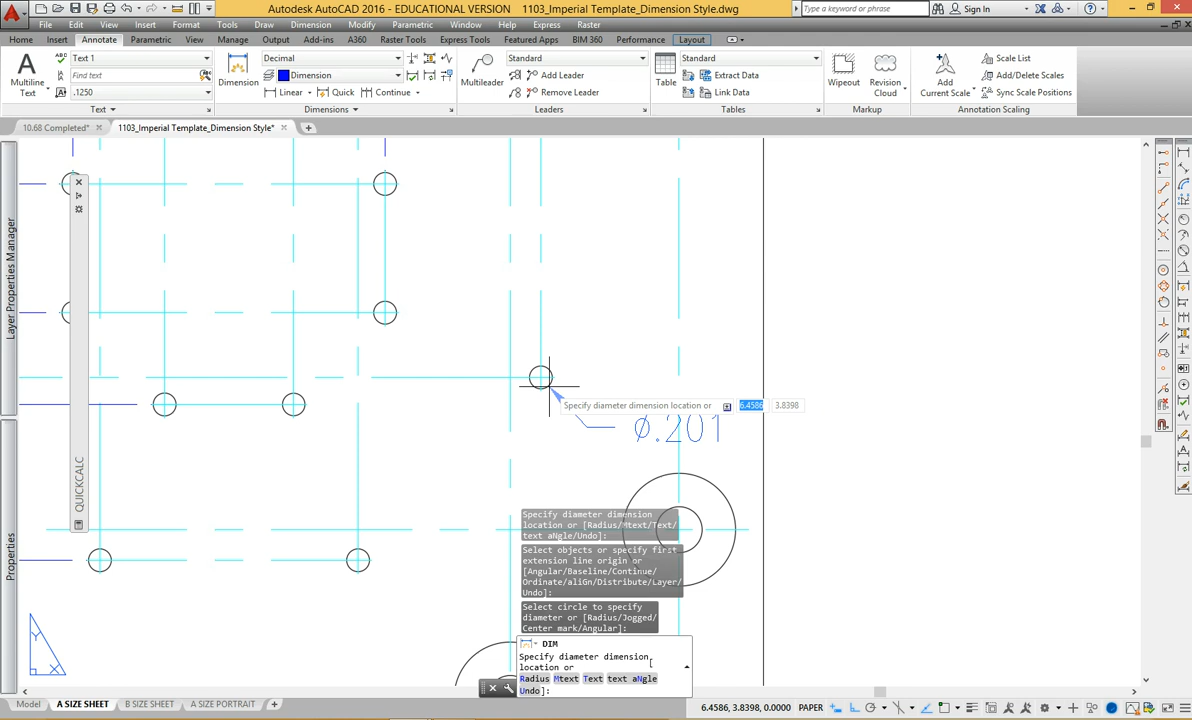 Autodesk AutoCAD 2016 - EDUCATIONAL VERSION 1103_Imperial Template_Dimension Style.dwg
Type a keyword or phrase
Sign In
File Edit View Insert Format Tools Draw Dimension Modify Parametric Window Help Express Raster
Home Insert Annotate Parametric View Manage Output Add-ins A360 Raster Tools Express Tools Featured Apps BIM 360 Performance Layout
Multiline Text
Text 1
Find text
.1250
Text
Dimension
Decimal
Dimension
Linear Quick Continue
Dimensions
Multileader
Standard
Add Leader
Remove Leader
Leaders
Table
Standard
Extract Data
Link Data
Tables
Wipeout
Revision Cloud
Markup
Add Current Scale
Scale List
Add/Delete Scales
Sync Scale Positions
Annotation Scaling
10.68 Completed*
1103_Imperial Template_Dimension Style*
Layer Properties Manager
QUICKCALC
Properties
Specify diameter dimension location or 6.4586 3.8398
Ø.201
Specify diameter dimension
location or [Radius/Mtext/Text/
text aNgle/Undo]:
Select objects or specify first
extension line origin or
[Angular/Baseline/Continue/
Ordinate/aliGn/Distribute/Layer/
Undo]:
Select circle to specify
diameter or [Radius/Jogged/
Center mark/Angular]:
DIM
Specify diameter dimension
location or
Radius Mtext Text text aNgle
Undo]:
Y
X
Model A SIZE SHEET B SIZE SHEET A SIZE PORTRAIT
6.4586, 3.8398, 0.0000 PAPER